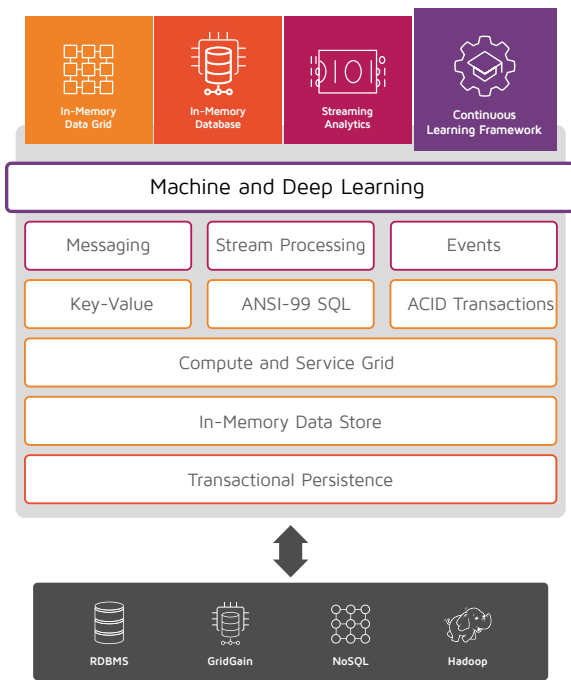 In-Memory
Data Grid
In-Memory
Database
Streaming
Analytics
Continuous
Learning Framework
Machine and Deep Learning
Messaging
Stream Processing
Events
Key-Value
ANSI-99 SQL
ACID Transactions
Compute and Service Grid
In-Memory Data Store
Transactional Persistence
RDBMS
GridGain
NoSQL
Hadoop